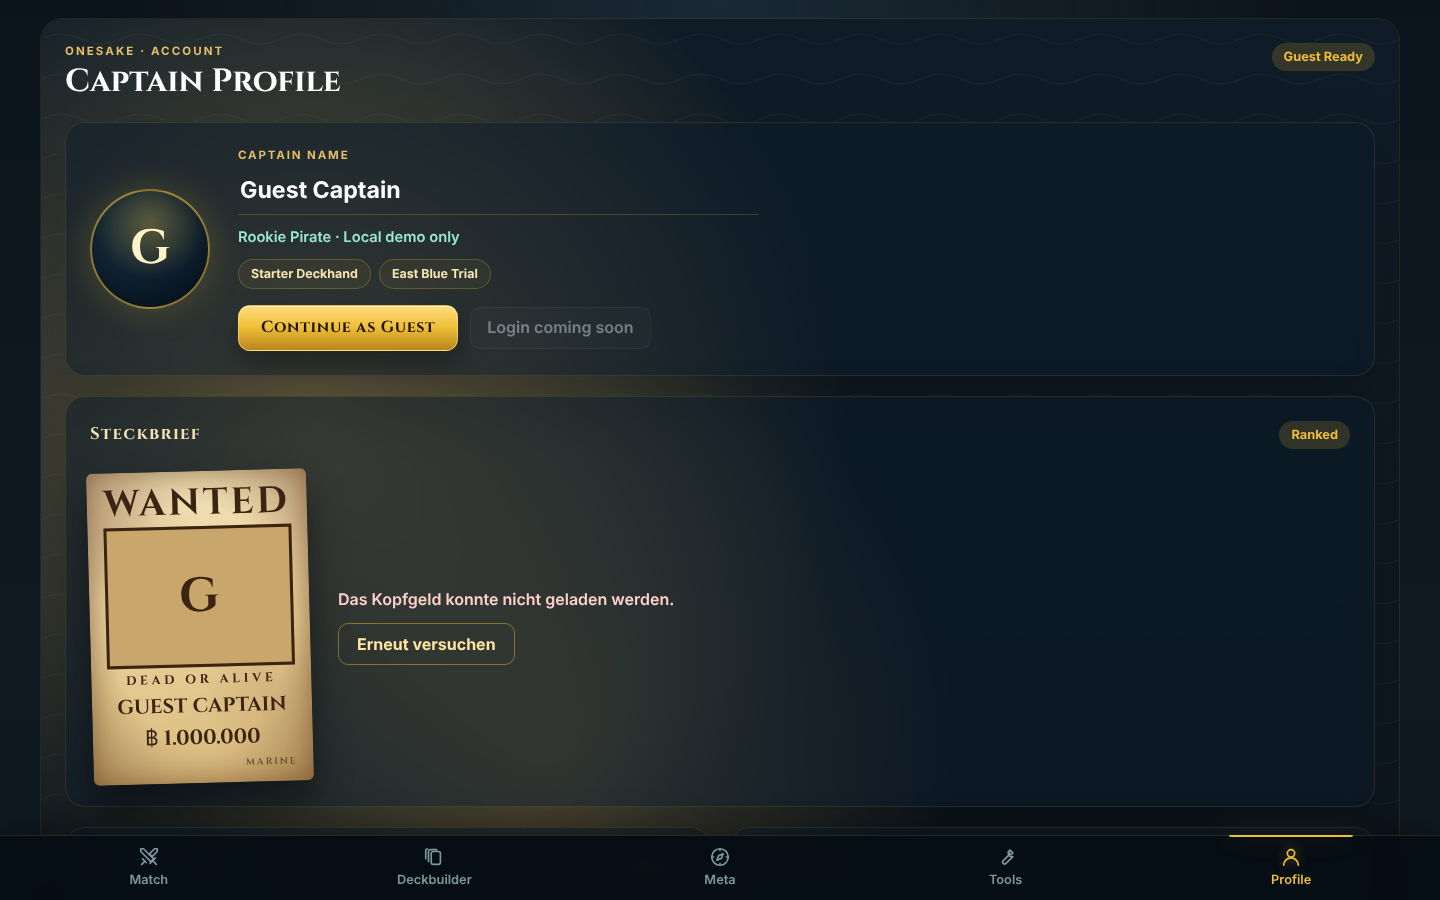 ONESAKE · ACCOUNT
Captain Profile
Guest Ready
CAPTAIN NAME
G
Guest Captain
Rookie Pirate · Local demo only
Starter Deckhand
East Blue Trial
Continue as Guest
Login coming soon
Steckbrief
Ranked
WANTED
G
DEAD OR ALIVE
GUEST CAPTAIN
฿ 1.000.000
MARINE
Das Kopfgeld konnte nicht geladen werden.
Erneut versuchen
Match
Deckbuilder
Meta
Tools
Profile